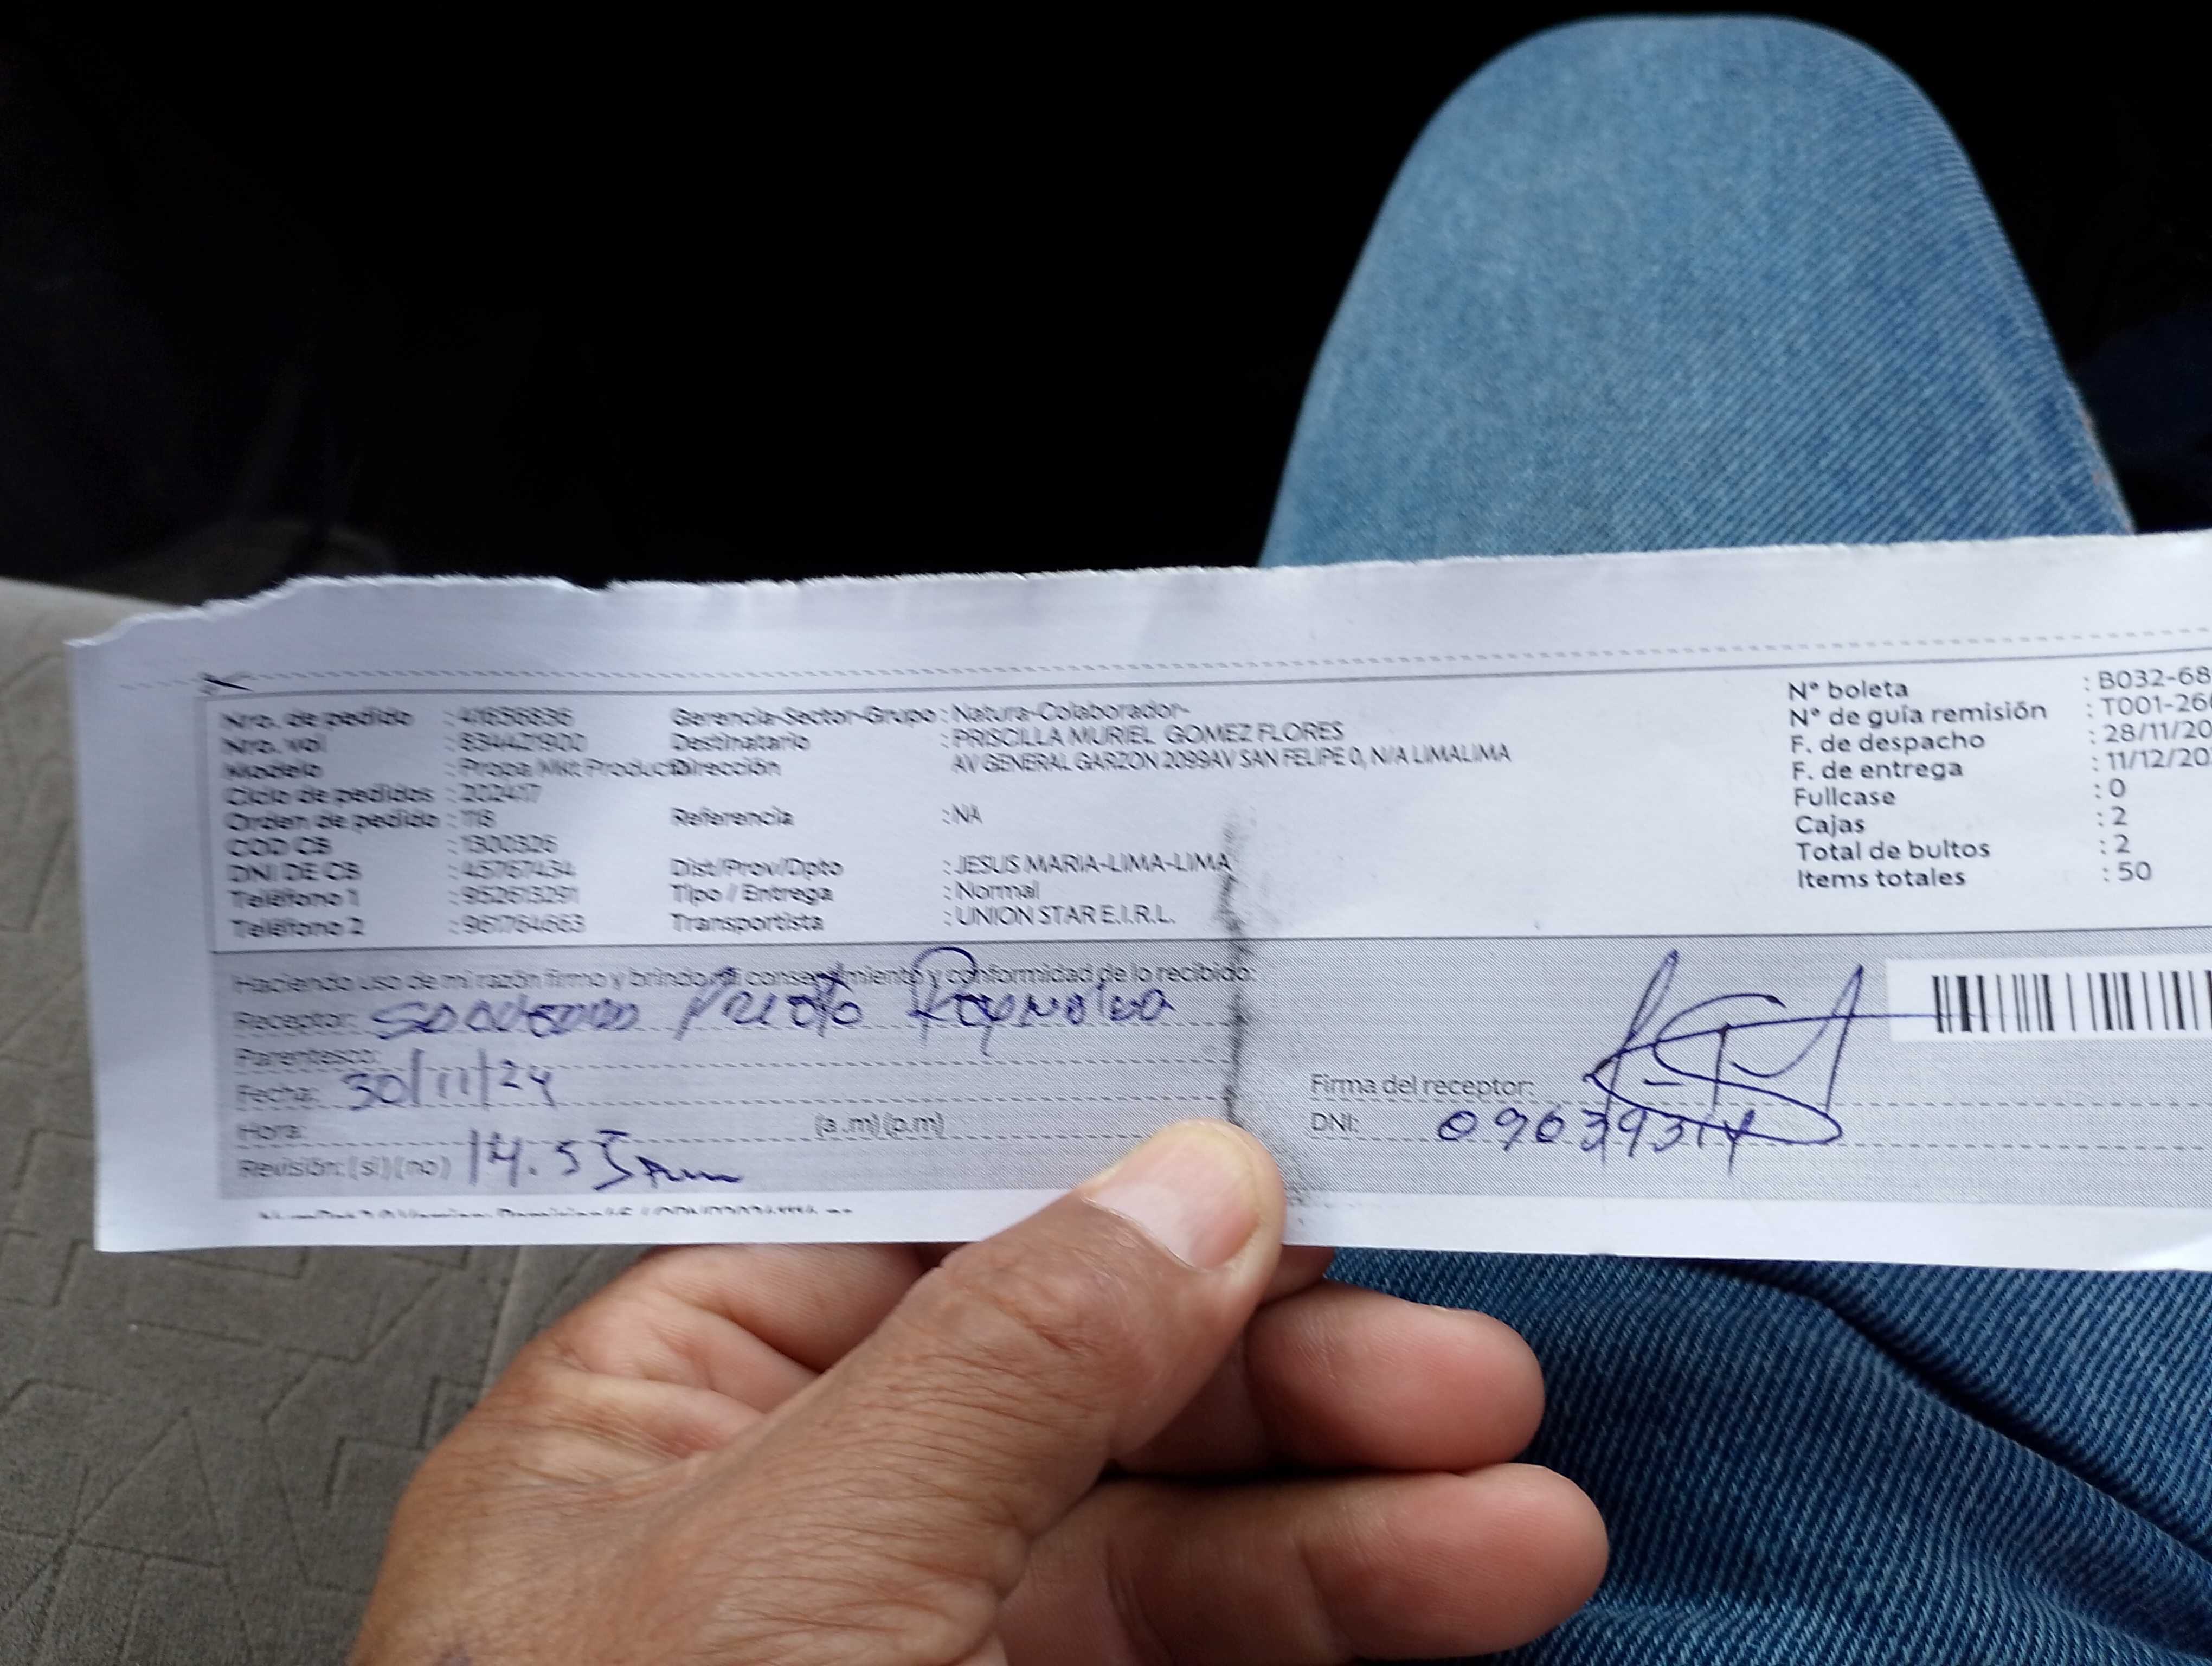 Nro. de pedido : 41656836 Gerencia-Sector-Grupo : Natura-Colaborador- Nº boleta : B032-68
Nro. vol : 834421900 Destinatario : PRISCILLA MURIEL GOMEZ FLORES Nº de guía remisión : T001-26
Modelo : Propa Mkt Produc Dirección AV GENERAL GARZON 2099AV SAN FELIPE 0, N/A LIMALIMA F. de despacho : 28/11/20
Ciclo de pedidos : 202417 F. de entrega : 11/12/20
Orden de pedido : 118 Referencia : NA Fullcase : 0
COD CB : 1300326 Cajas : 2
DNI DE CB : 45767434 Dist/Prov/Dpto : JESUS MARIA-LIMA-LIMA Total de bultos : 2
Teléfono 1 : 952613291 Tipo / Entrega : Normal Items totales : 50
Teléfono 2 : 961764663 Transportista : UNION STAR E.I.R.L.
Haciendo uso de mi razón firmo y brindo mi consentimiento y conformidad de lo recibido:
Receptor: Prieto
Parentesco:
Fecha: 30/11/24
Firma del receptor:
Hora: (a.m)(p.m)
DNI:
Revisión: (si) (no) 14.55